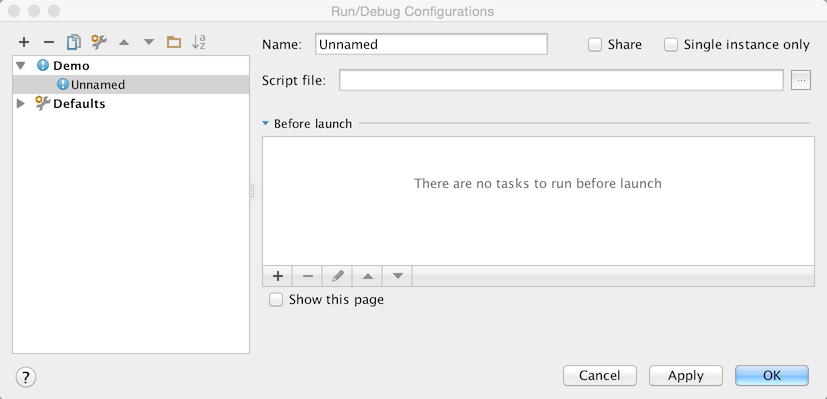 Run/Debug Configurations
Name: Unnamed Share Single instance only
Demo
Unnamed
Defaults
Script file: ...
Before launch
There are no tasks to run before launch
Show this page
? Cancel Apply OK